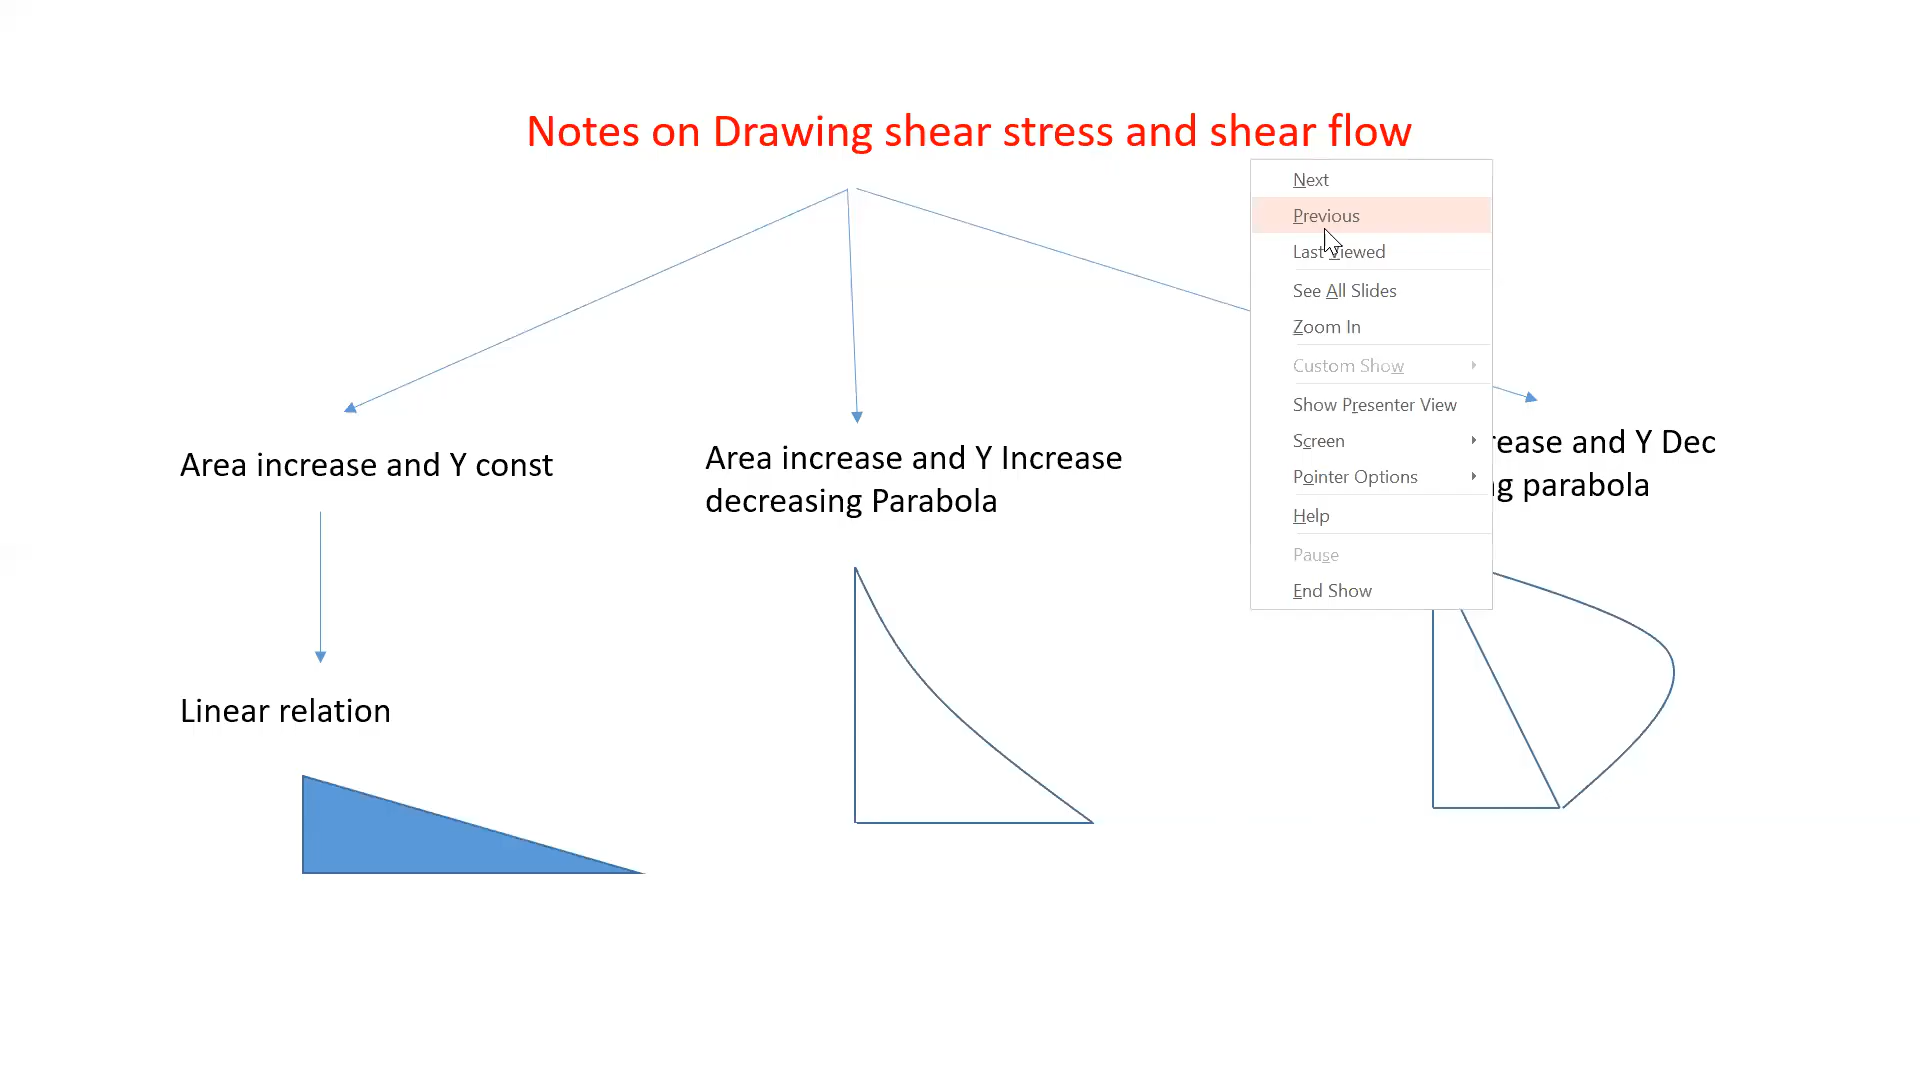 Notes on Drawing shear stress and shear flow
Next
Previous
Last Viewed
See All Slides
Zoom In
Custom Show
Show Presenter View
Screen
Pointer Options
Help
Pause
End Show
Area increase and Y const
Area increase and Y Increase
decreasing Parabola
and Y Dec
parabola
Linear relation